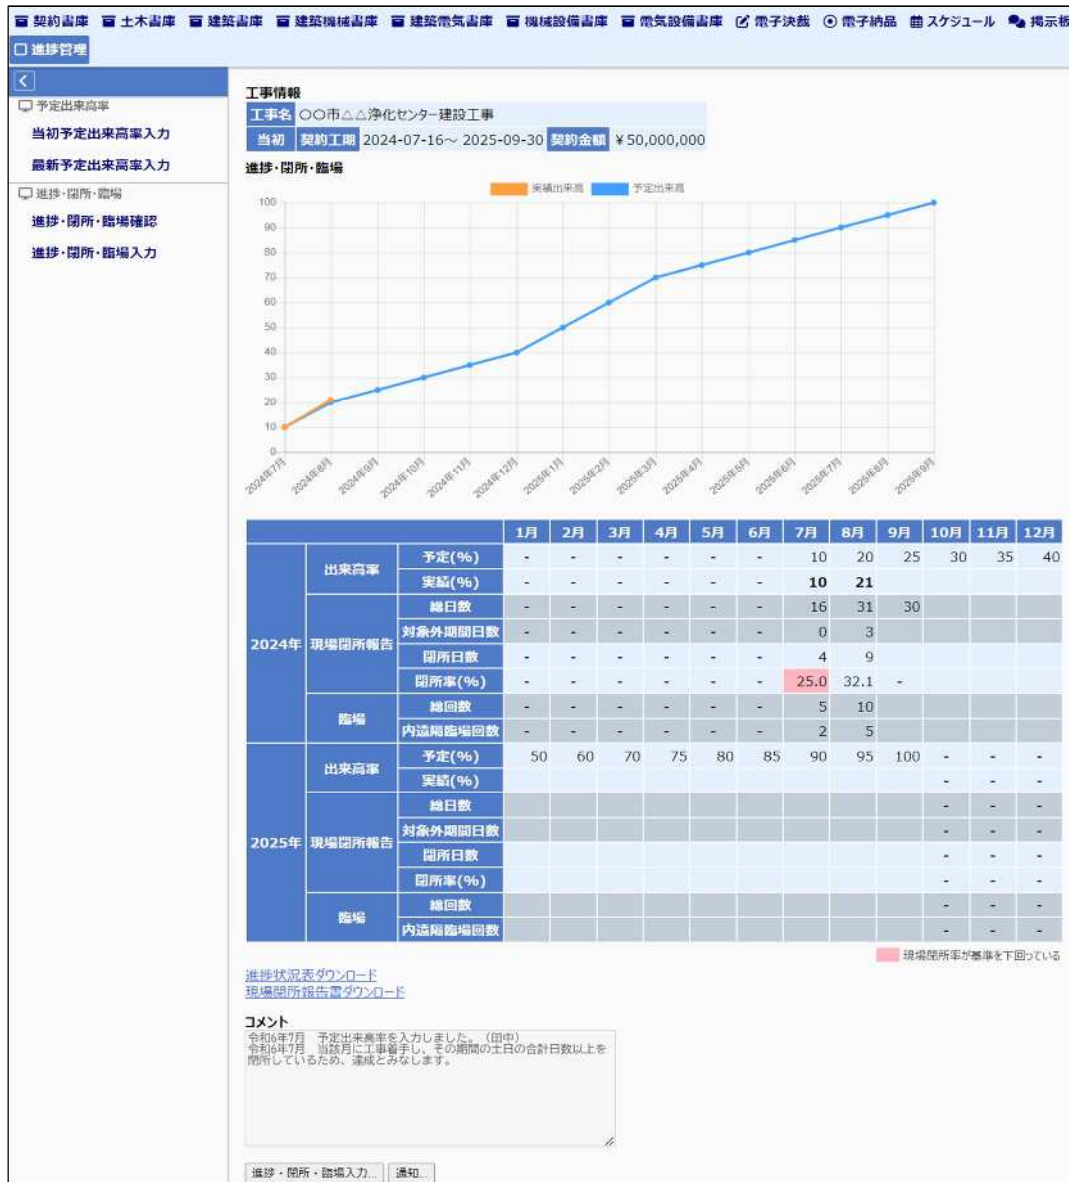 契約書庫 土木書庫 建築書庫 建築機械書庫 建築電気書庫 機械設備書庫 電気設備書庫 電子決裁 電子納品 スケジュール 掲示板
進捗管理
予定出来高率
当初予定出来高率入力
最新予定出来高率入力
進捗・閉所・臨場
進捗・閉所・臨場確認
進捗・閉所・臨場入力
工事情報
工事名 〇〇市△△浄化センター建設工事
当初 契約工期 2024-07-16～ 2025-09-30 契約金額 ￥50,000,000
進捗・閉所・臨場
実績出来高 予定出来高
100
90
80
70
60
50
40
30
20
10
0
2024年7月 2024年8月 2024年9月 2024年10月 2024年11月 2024年12月 2025年1月 2025年2月 2025年3月 2025年4月 2025年5月 2025年6月 2025年7月 2025年8月 2025年9月
1月 2月 3月 4月 5月 6月 7月 8月 9月 10月 11月 12月
2024年 出来高率 予定(%) - - - - - - 10 20 25 30 35 40
実績(%) - - - - - - 10 21
現場閉所報告 総日数 - - - - - - 16 31 30
対象外期間日数 - - - - - - 0 3
閉所日数 - - - - - - 4 9
閉所率(%) - - - - - - 25.0 32.1 -
臨場 総回数 - - - - - - 5 10
内遠隔臨場回数 - - - - - - 2 5
2025年 出来高率 予定(%) 50 60 70 75 80 85 90 95 100 - - -
実績(%) - - -
現場閉所報告 総日数 - - -
対象外期間日数 - - -
閉所日数 - - -
閉所率(%) - - -
臨場 総回数 - - -
内遠隔臨場回数 - - -
現場閉所率が基準を下回っている
進捗状況表ダウンロード
現場閉所報告書ダウンロード
コメント
令和6年7月　予定出来高率を入力しました。（田中）
令和6年7月　当該月に工事着手し、その期間の土日の合計日数以上を
閉所しているため、達成とみなします。
進捗・閉所・臨場入力... 通知...